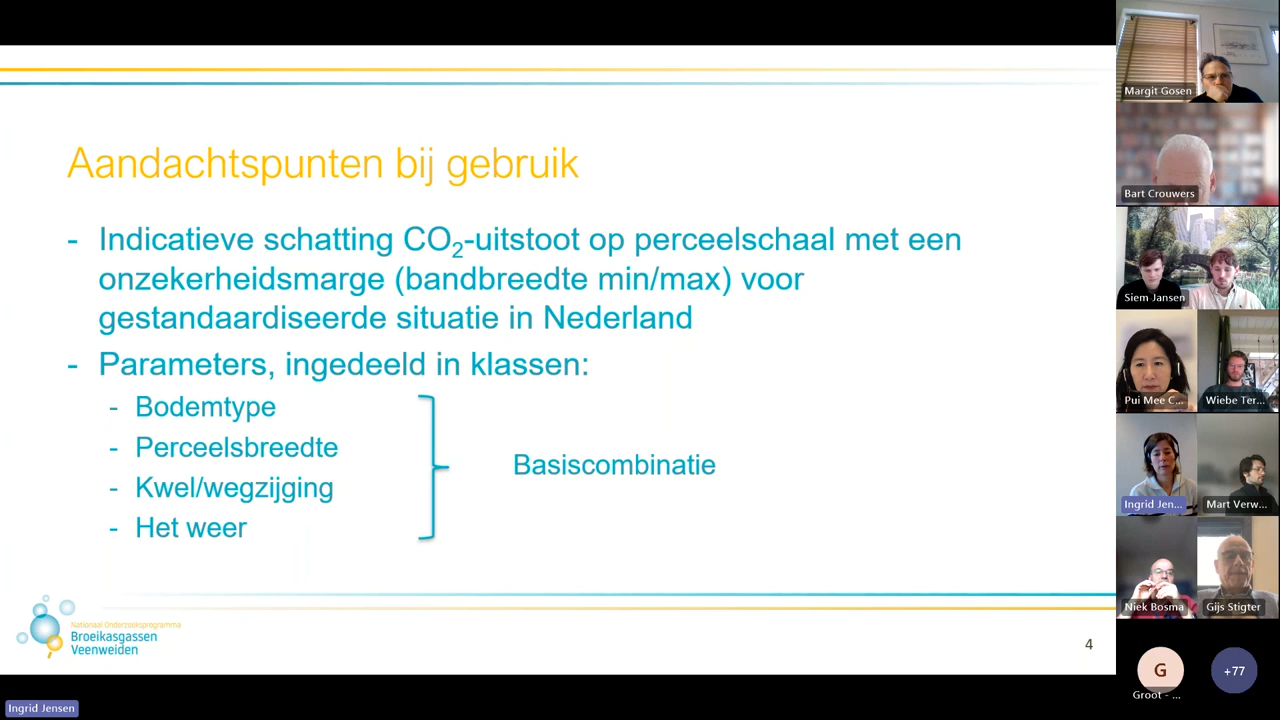 Aandachtspunten bij gebruik
- Indicatieve schatting CO₂-uitstoot op perceelschaal met een
onzekerheidsmarge (bandbreedte min/max) voor
gestandaardiseerde situatie in Nederland
- Parameters, ingedeeld in klassen:
- Bodemtype
- Perceelsbreedte
- Kwel/wegzijging
- Het weer
Basiscombinatie
Nationaal Onderzoeksprogramma
Broeikasgassen
Veenweiden
4
Ingrid Jensen
Margit Gosen
Bart Crouwers
Siem Jansen
Pui Mee C...
Wiebe Ter...
Ingrid Jen...
Mart Verw...
Niek Bosma
Gijs Stigter
G
Groot - ...
+77